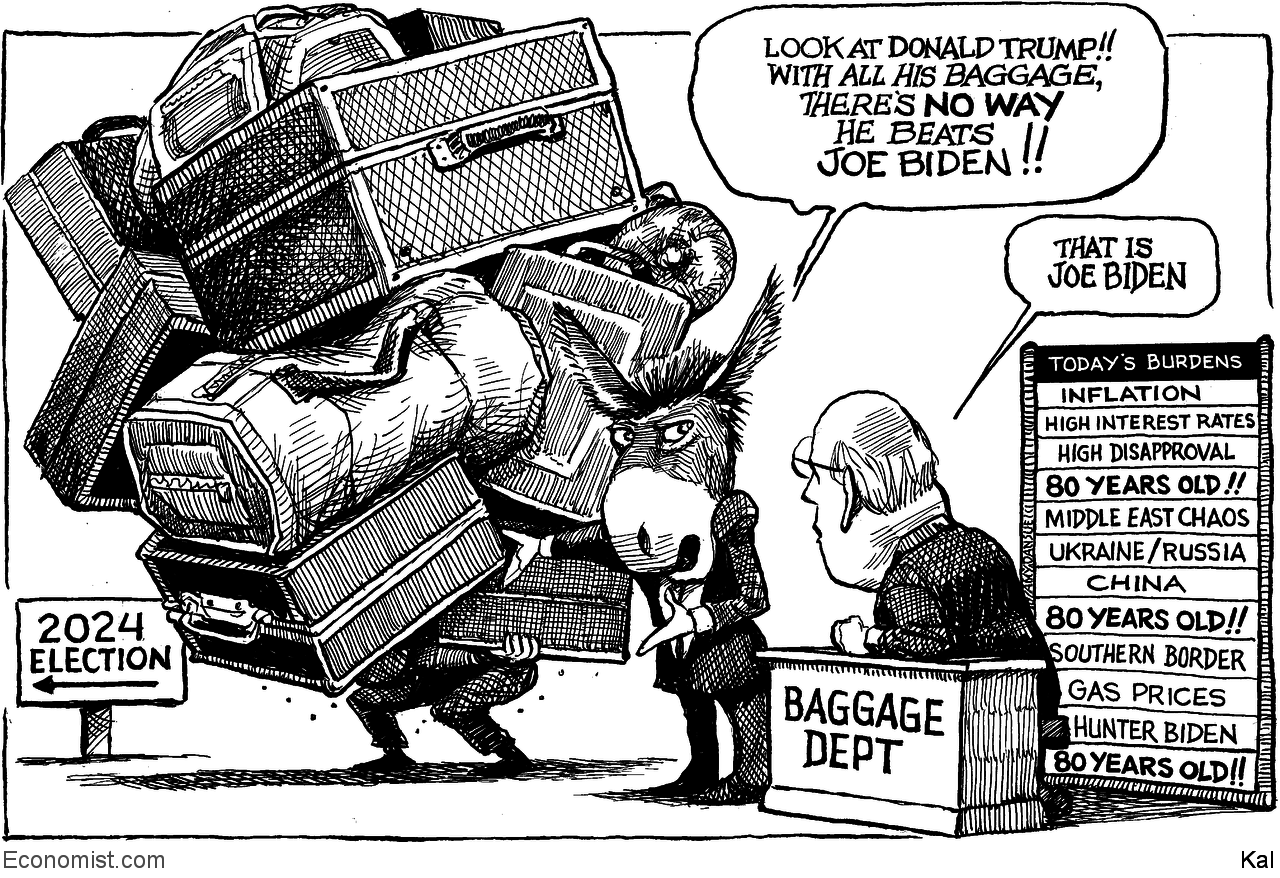 LOOK AT DONALD TRUMP!!
WITH ALL HIS BAGGAGE,
THERE'S NO WAY
HE BEATS
JOE BIDEN!!
THAT IS
JOE BIDEN
TODAY'S BURDENS
INFLATION
HIGH INTEREST RATES
HIGH DISAPPROVAL
80 YEARS OLD!!
MIDDLE EAST CHAOS
UKRAINE/RUSSIA
CHINA
80 YEARS OLD!!
SOUTHERN BORDER
GAS PRICES
HUNTER BIDEN
80 YEARS OLD!!
2024
ELECTION
BAGGAGE
DEPT
Economist.com
Kal